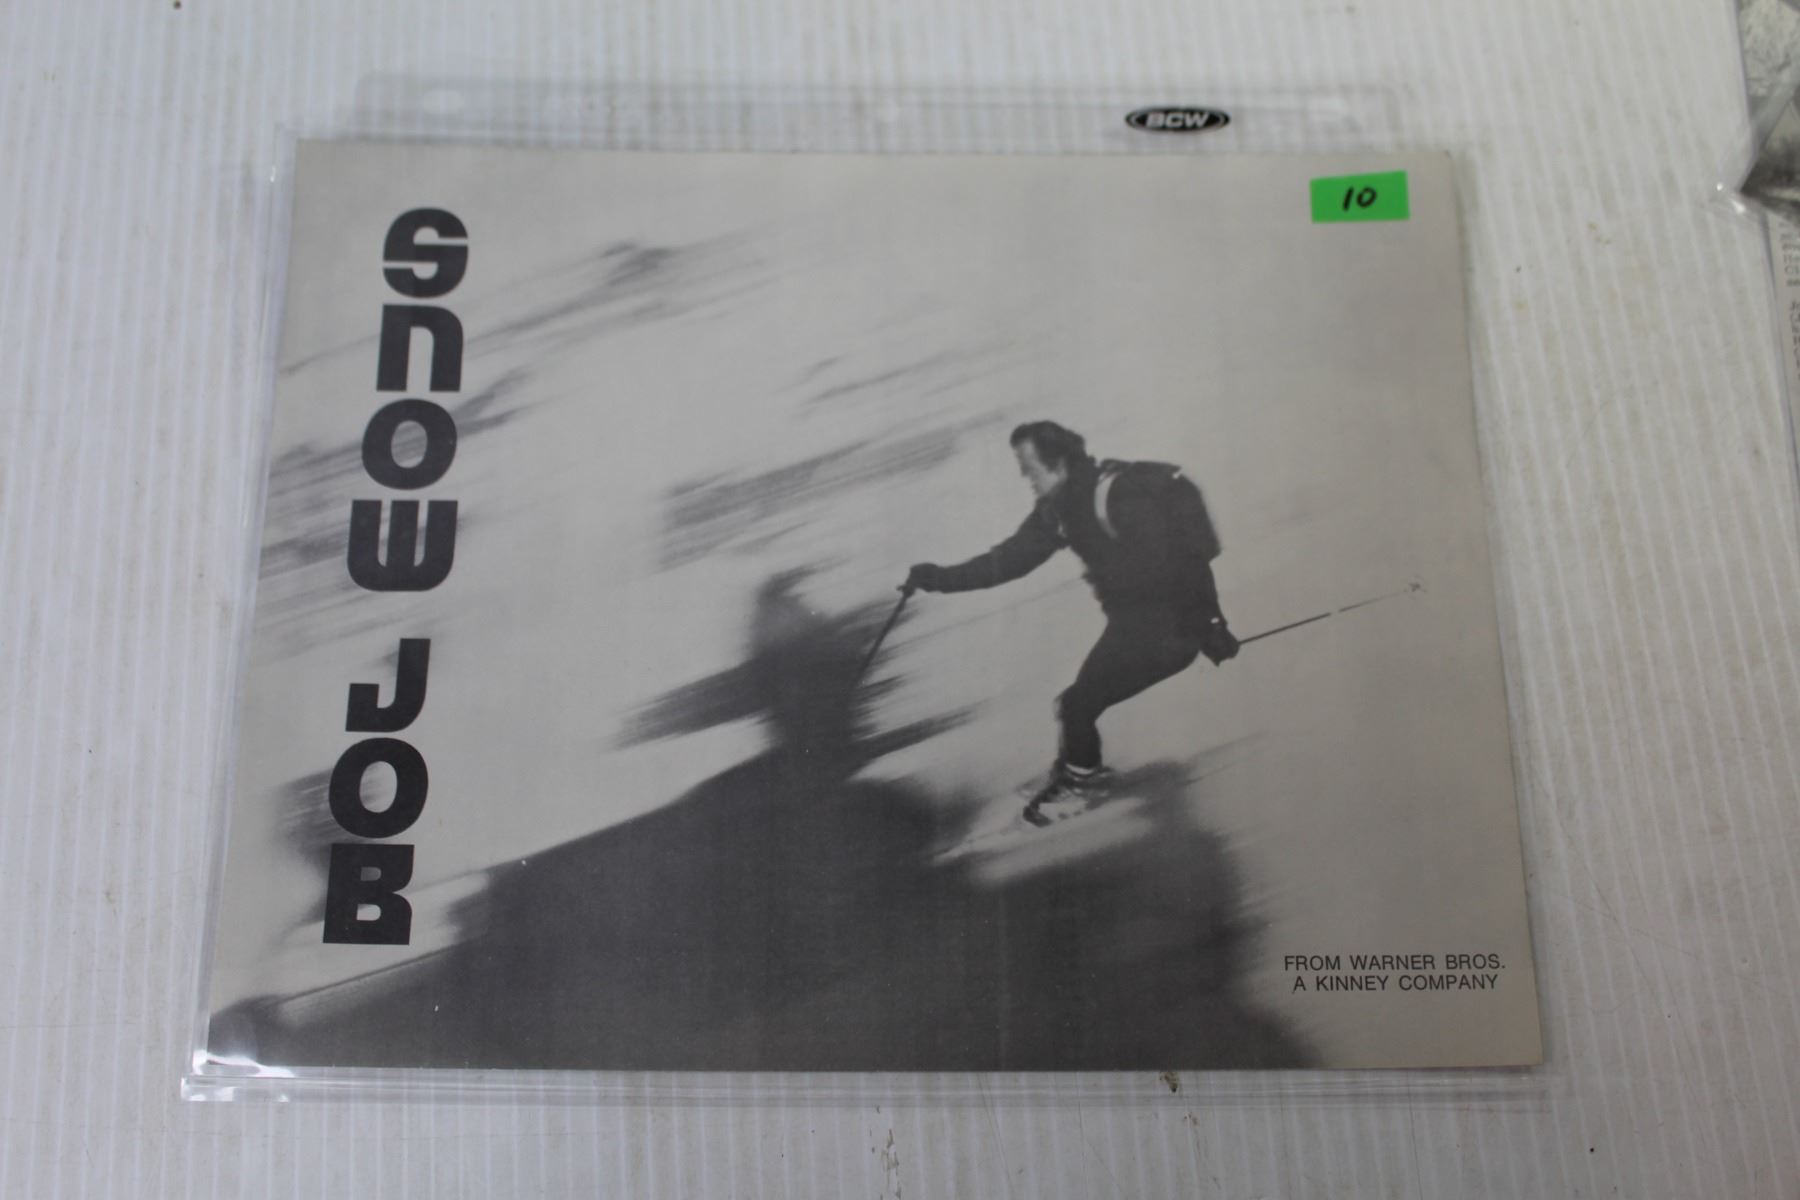 BCW
10
SNOW JOB
FROM WARNER BROS.
A KINNEY COMPANY